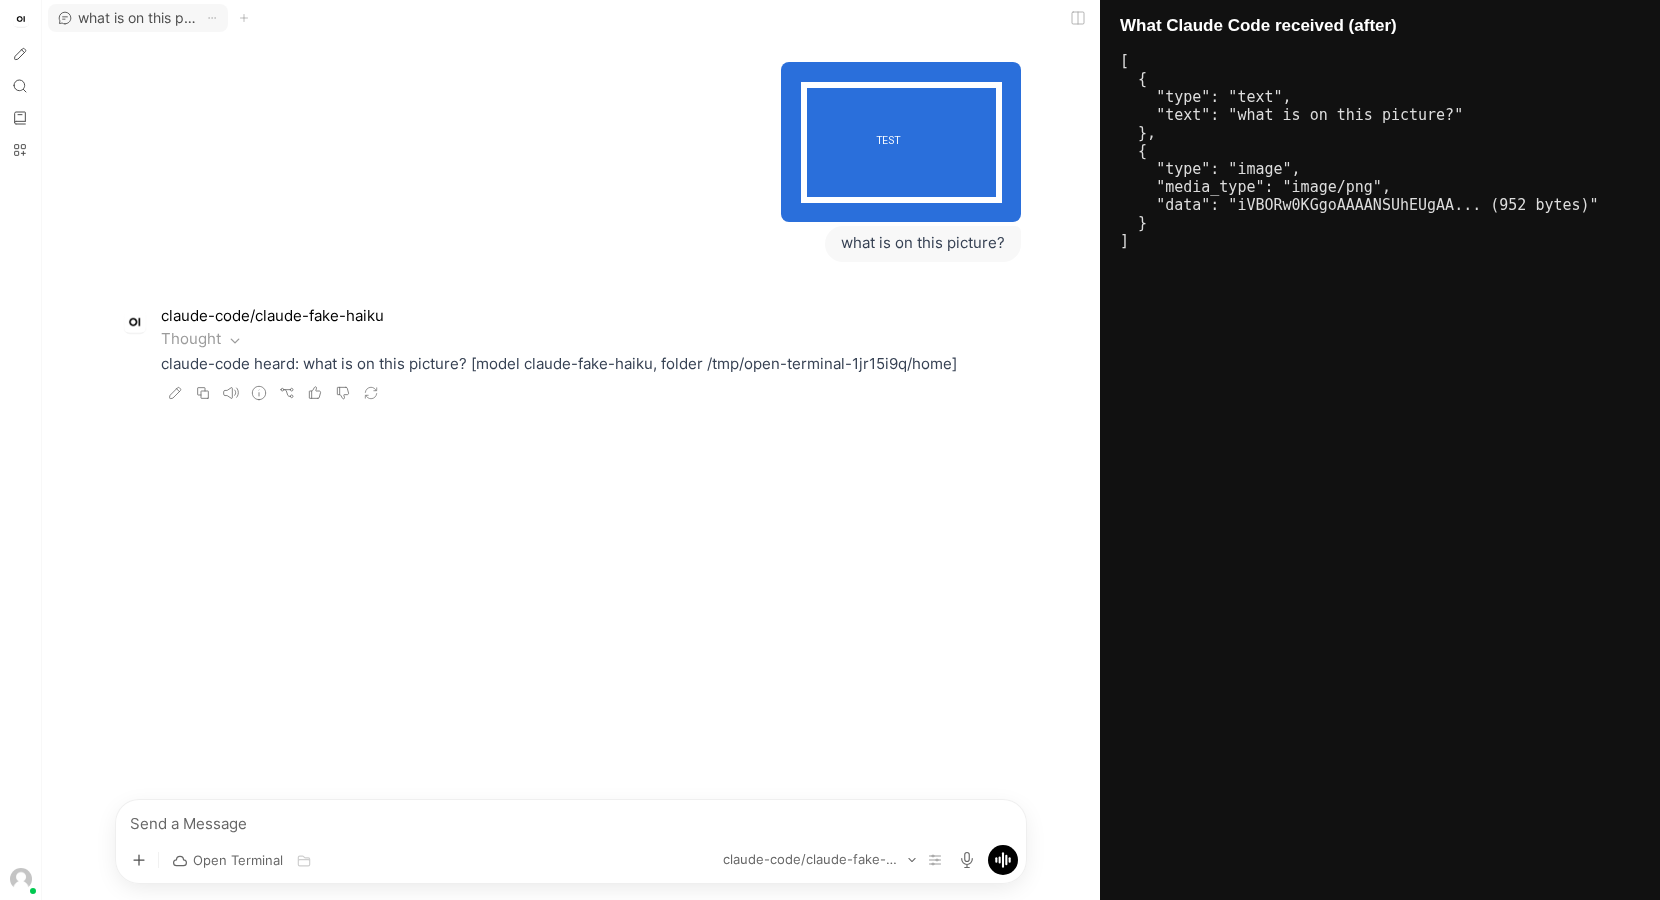 OI
what is on this p...
TEST
what is on this picture?
OI
claude-code/claude-fake-haiku
Thought
claude-code heard: what is on this picture? [model claude-fake-haiku, folder /tmp/open-terminal-1jr15i9q/home]
Send a Message
Open Terminal
claude-code/claude-fake-...
What Claude Code received (after)
[
  {
    "type": "text",
    "text": "what is on this picture?"
  },
  {
    "type": "image",
    "media_type": "image/png",
    "data": "iVBORw0KGgoAAAANSUhEUgAA... (952 bytes)"
  }
]